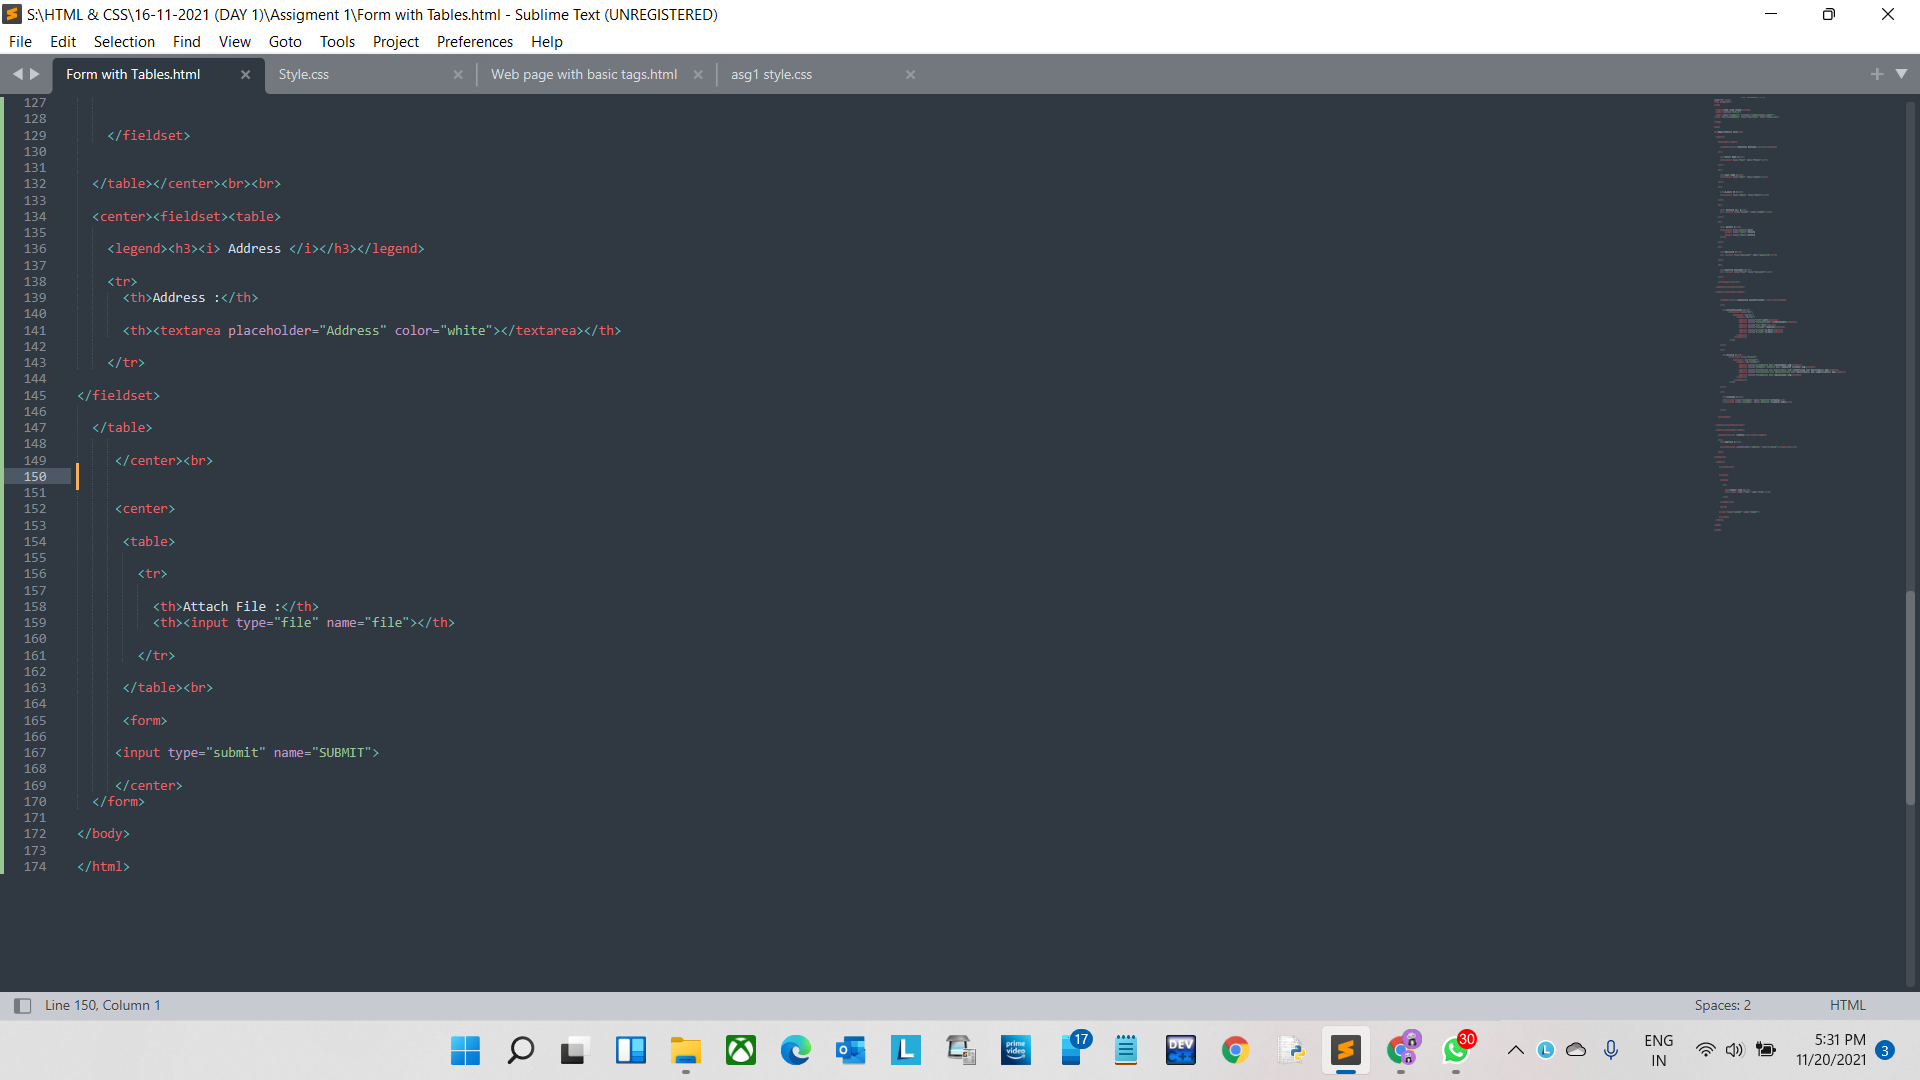 S:\HTML & CSS\16-11-2021 (DAY 1)\Assigment 1\Form with Tables.html - Sublime Text (UNREGISTERED)
File Edit Selection Find View Goto Tools Project Preferences Help
Form with Tables.html Style.css Web page with basic tags.html asg1 style.css
127
128
129 </fieldset>
130
131
132 </table></center><br><br>
133
134 <center><fieldset><table>
135
136 <legend><h3><i> Address </i></h3></legend>
137
138 <tr>
139 <th>Address :</th>
140
141 <th><textarea placeholder="Address" color="white"></textarea></th>
142
143 </tr>
144
145 </fieldset>
146
147 </table>
148
149 </center><br>
150
151
152 <center>
153
154 <table>
155
156 <tr>
157
158 <th>Attach File :</th>
159 <th><input type="file" name="file"></th>
160
161 </tr>
162
163 </table><br>
164
165 <form>
166
167 <input type="submit" name="SUBMIT">
168
169 </center>
170 </form>
171
172 </body>
173
174 </html>
Line 150, Column 1 Spaces: 2 HTML
prime video 17 DEV C++ 30 ENG IN 5:31 PM 11/20/2021 3